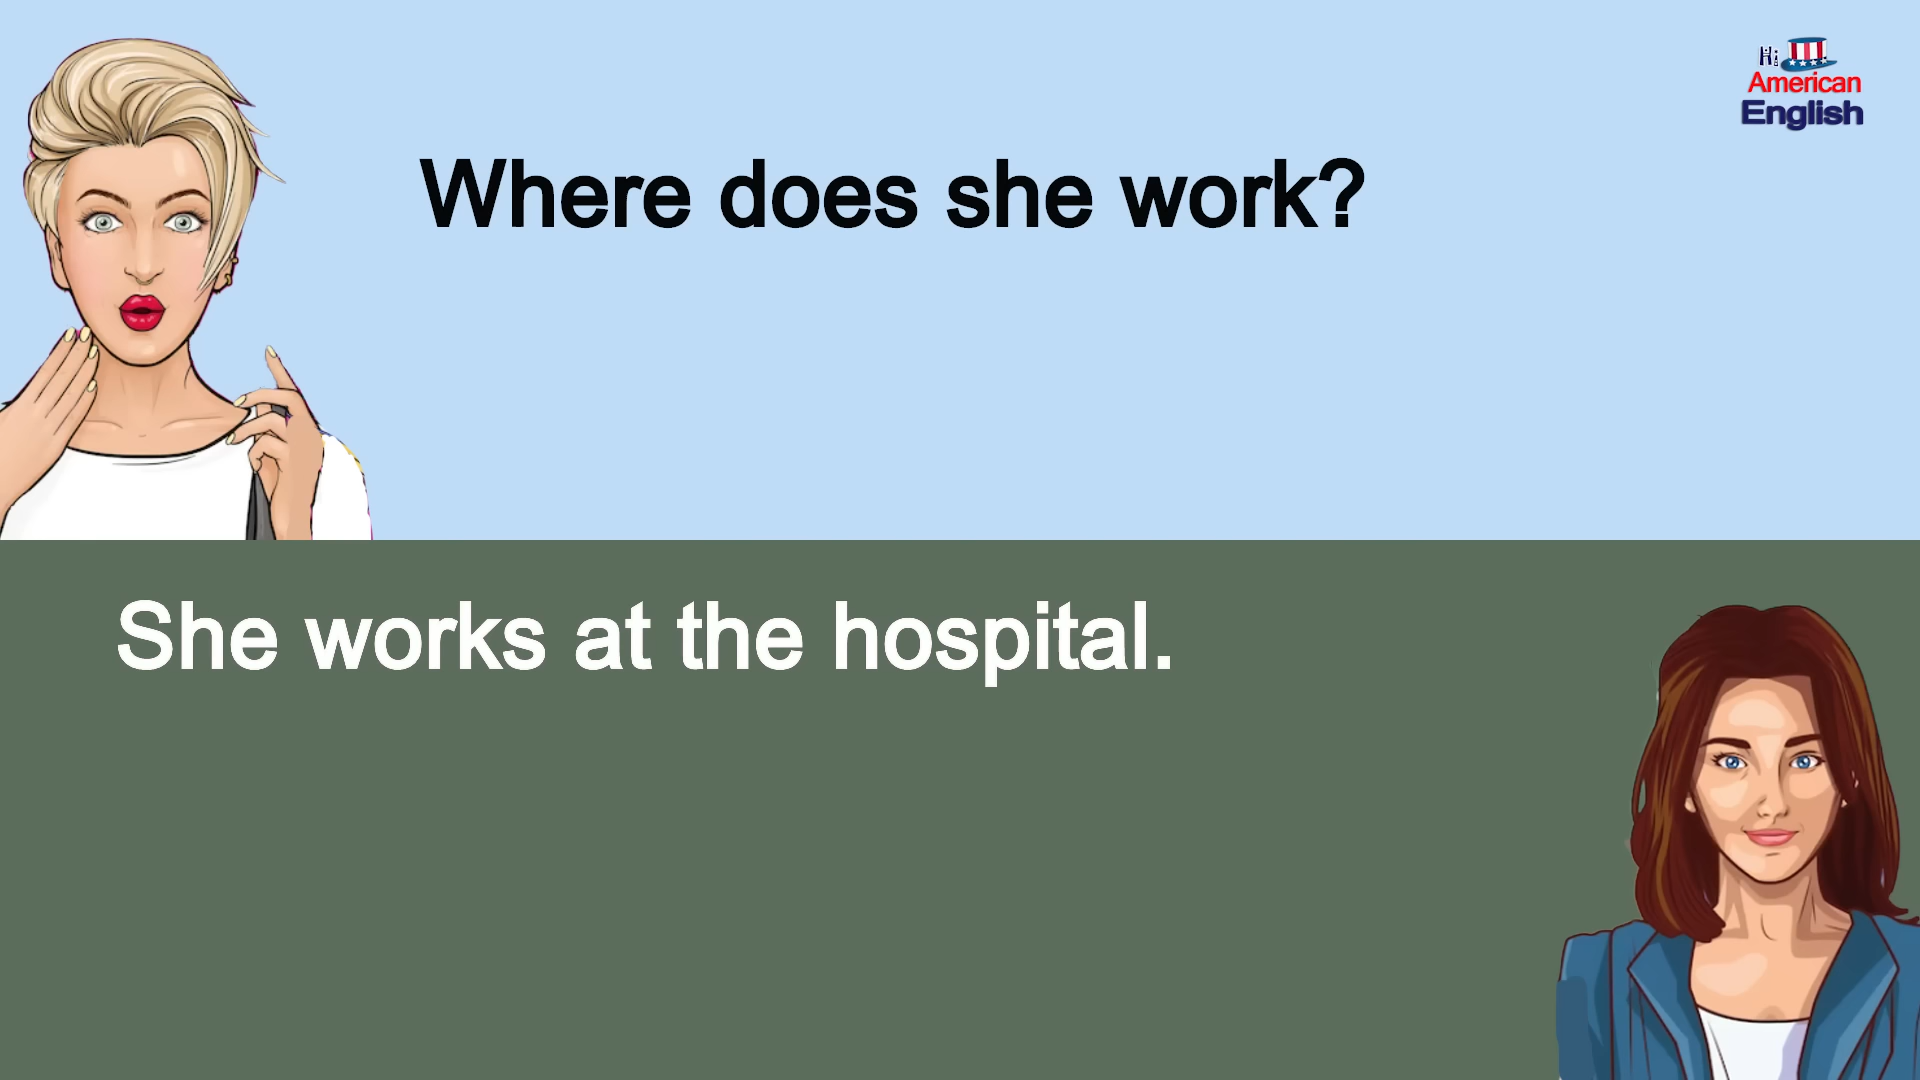 Hi
American
English
Where does she work?
She works at the hospital.